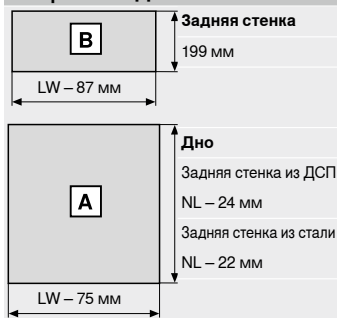 Задняя стенка
B
199 мм
LW – 87 мм
Дно
Задняя стенка из ДСП
A
NL – 24 мм
Задняя стенка из стали
NL – 22 мм
LW – 75 мм